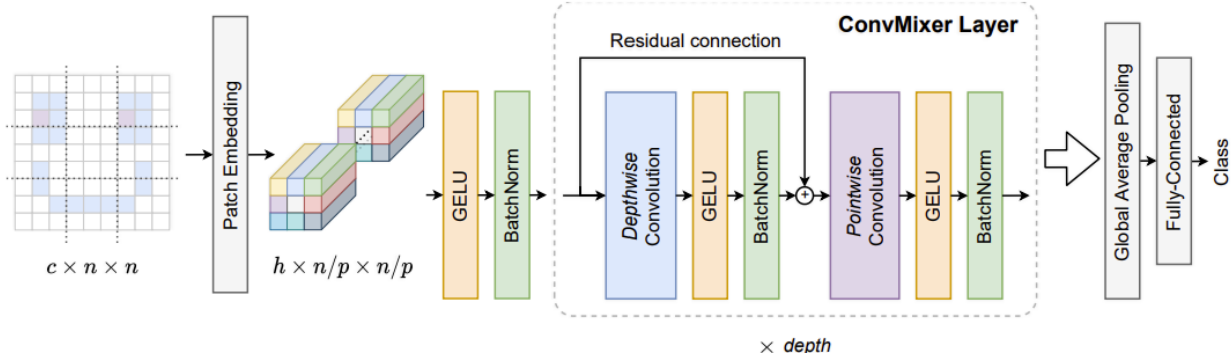 ConvMixer Layer
Residual connection
Patch Embedding
GELU
BatchNorm
Depthwise
Convolution
GELU
BatchNorm
+
Pointwise
Convolution
GELU
BatchNorm
Global Average Pooling
Fully-Connected
Class
c × n × n
h × n/p × n/p
× depth